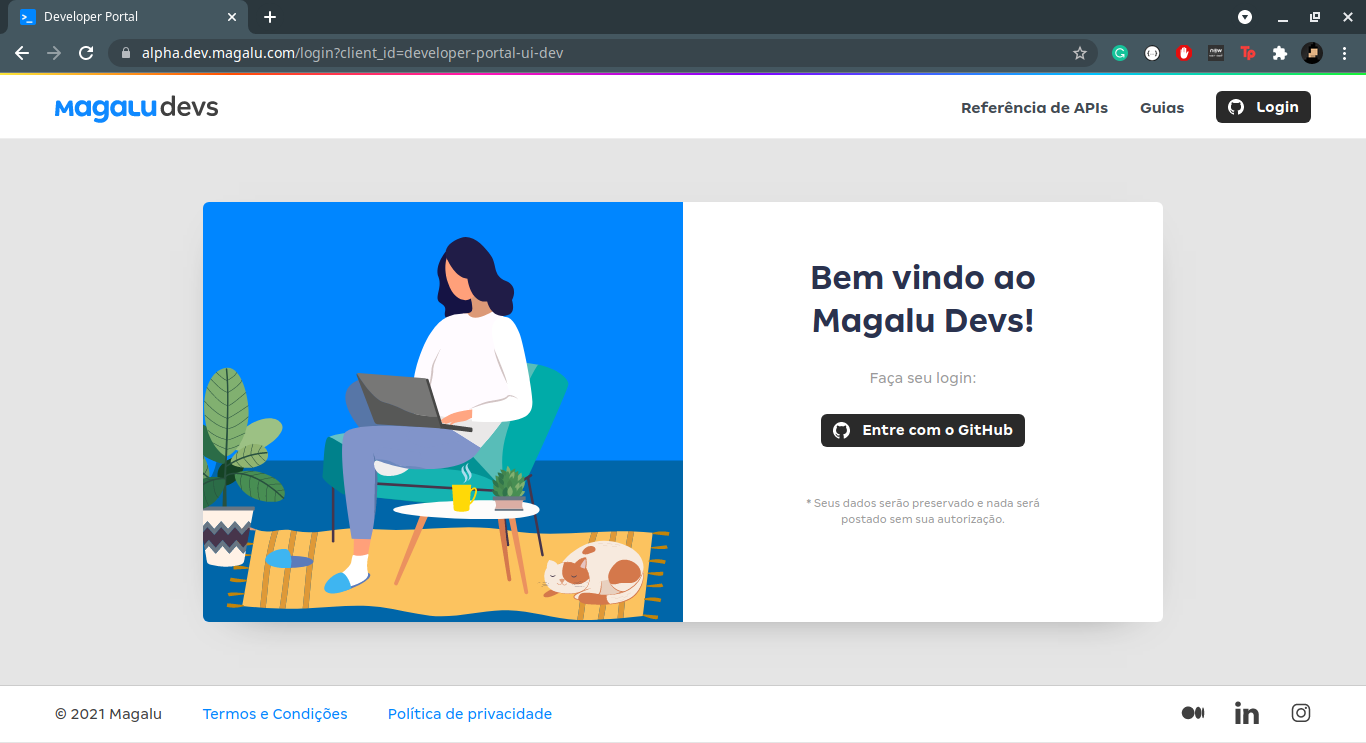 Developer Portal
alpha.dev.magalu.com/login?client_id=developer-portal-ui-dev
Magalu devs
Referência de APIs
Guias
Login
Bem vindo ao
Magalu Devs!
Faça seu login:
Entre com o GitHub
* Seus dados serão preservado e nada será
postado sem sua autorização.
© 2021 Magalu
Termos e Condições
Política de privacidade